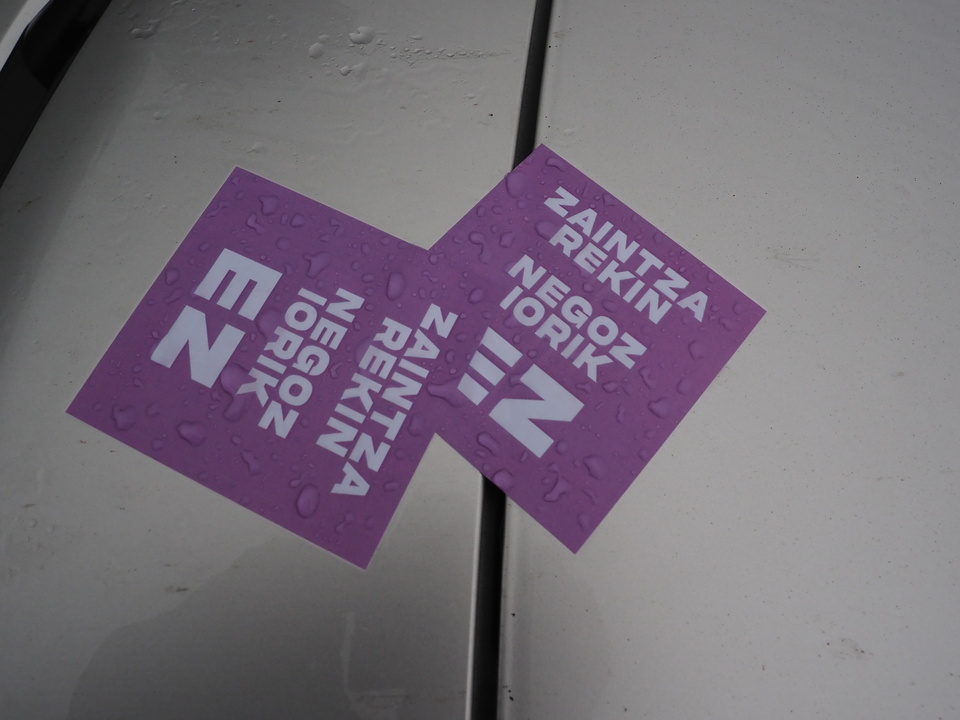 ZAINTZA
REKIN
NEGOZ
IORIK
EZ
ZAINTZA
REKIN
NEGOZ
IORIK
EZ